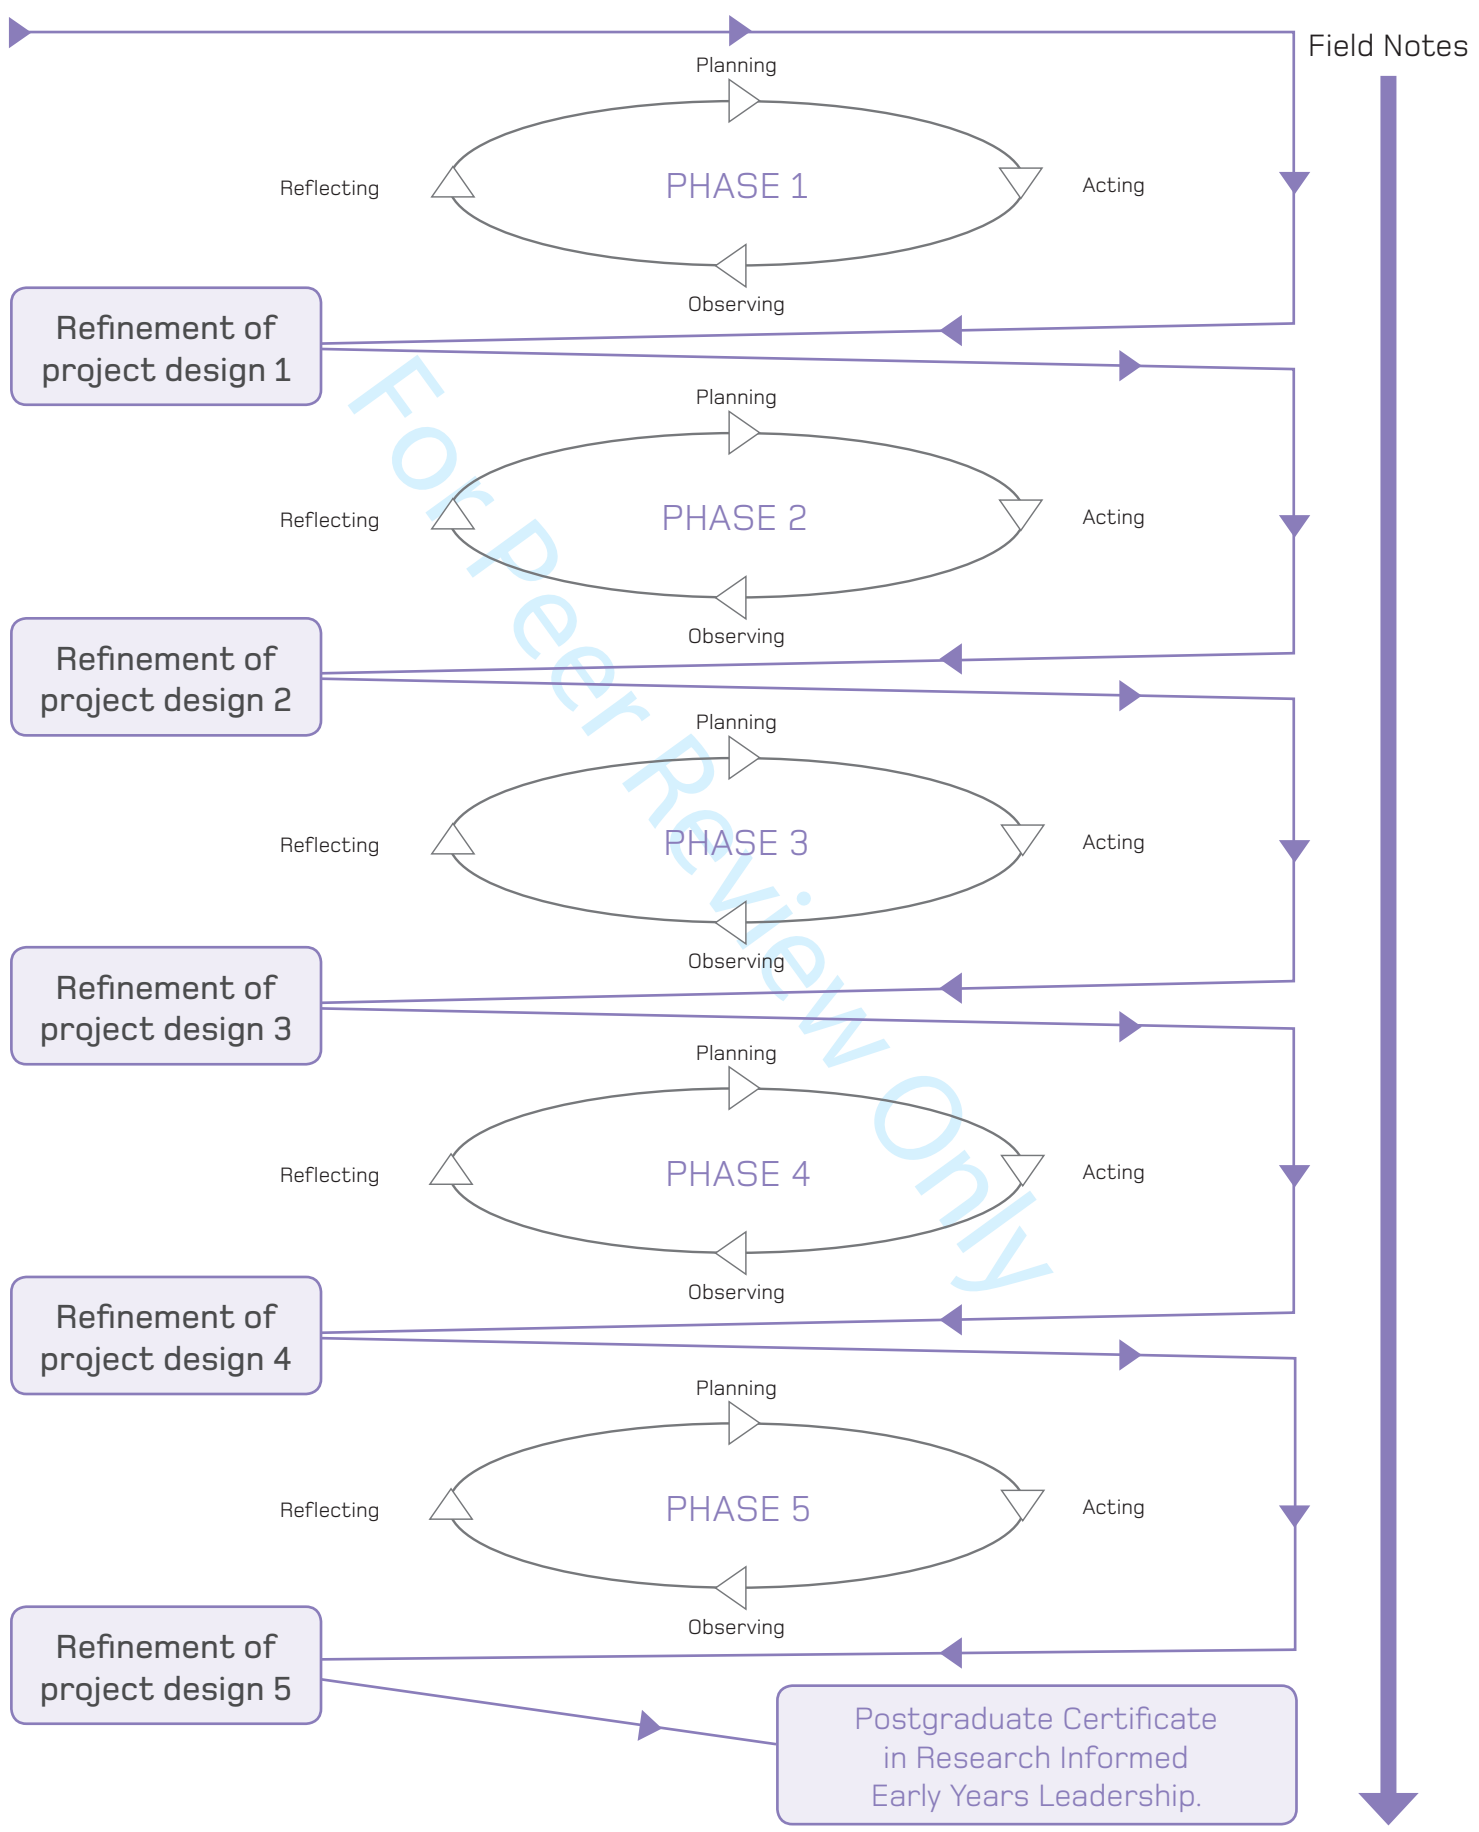 Field Notes
Planning
Reflecting
PHASE 1
Acting
Observing
Refinement of
project design 1
Planning
Reflecting
PHASE 2
Acting
Observing
Refinement of
project design 2
Planning
Reflecting
PHASE 3
Acting
Observing
Refinement of
project design 3
Planning
Reflecting
PHASE 4
Acting
Observing
Refinement of
project design 4
Planning
Reflecting
PHASE 5
Acting
Observing
Refinement of
project design 5
Postgraduate Certificate
in Research Informed
Early Years Leadership.
For Peer Review Only